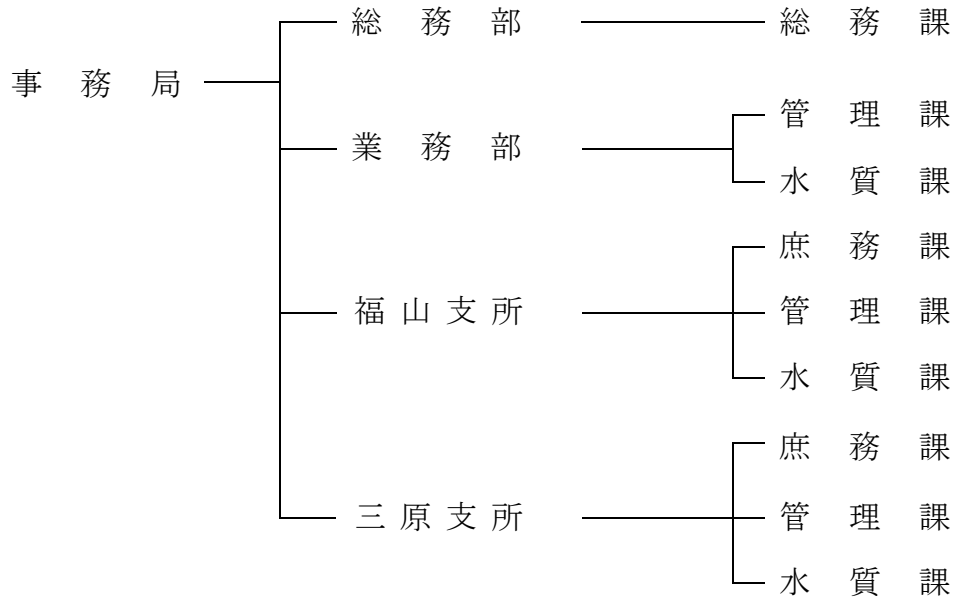 総務部 総務課
事務局
管理課
業務部
水質課
庶務課
福山支所 管理課
水質課
庶務課
三原支所 管理課
水質課